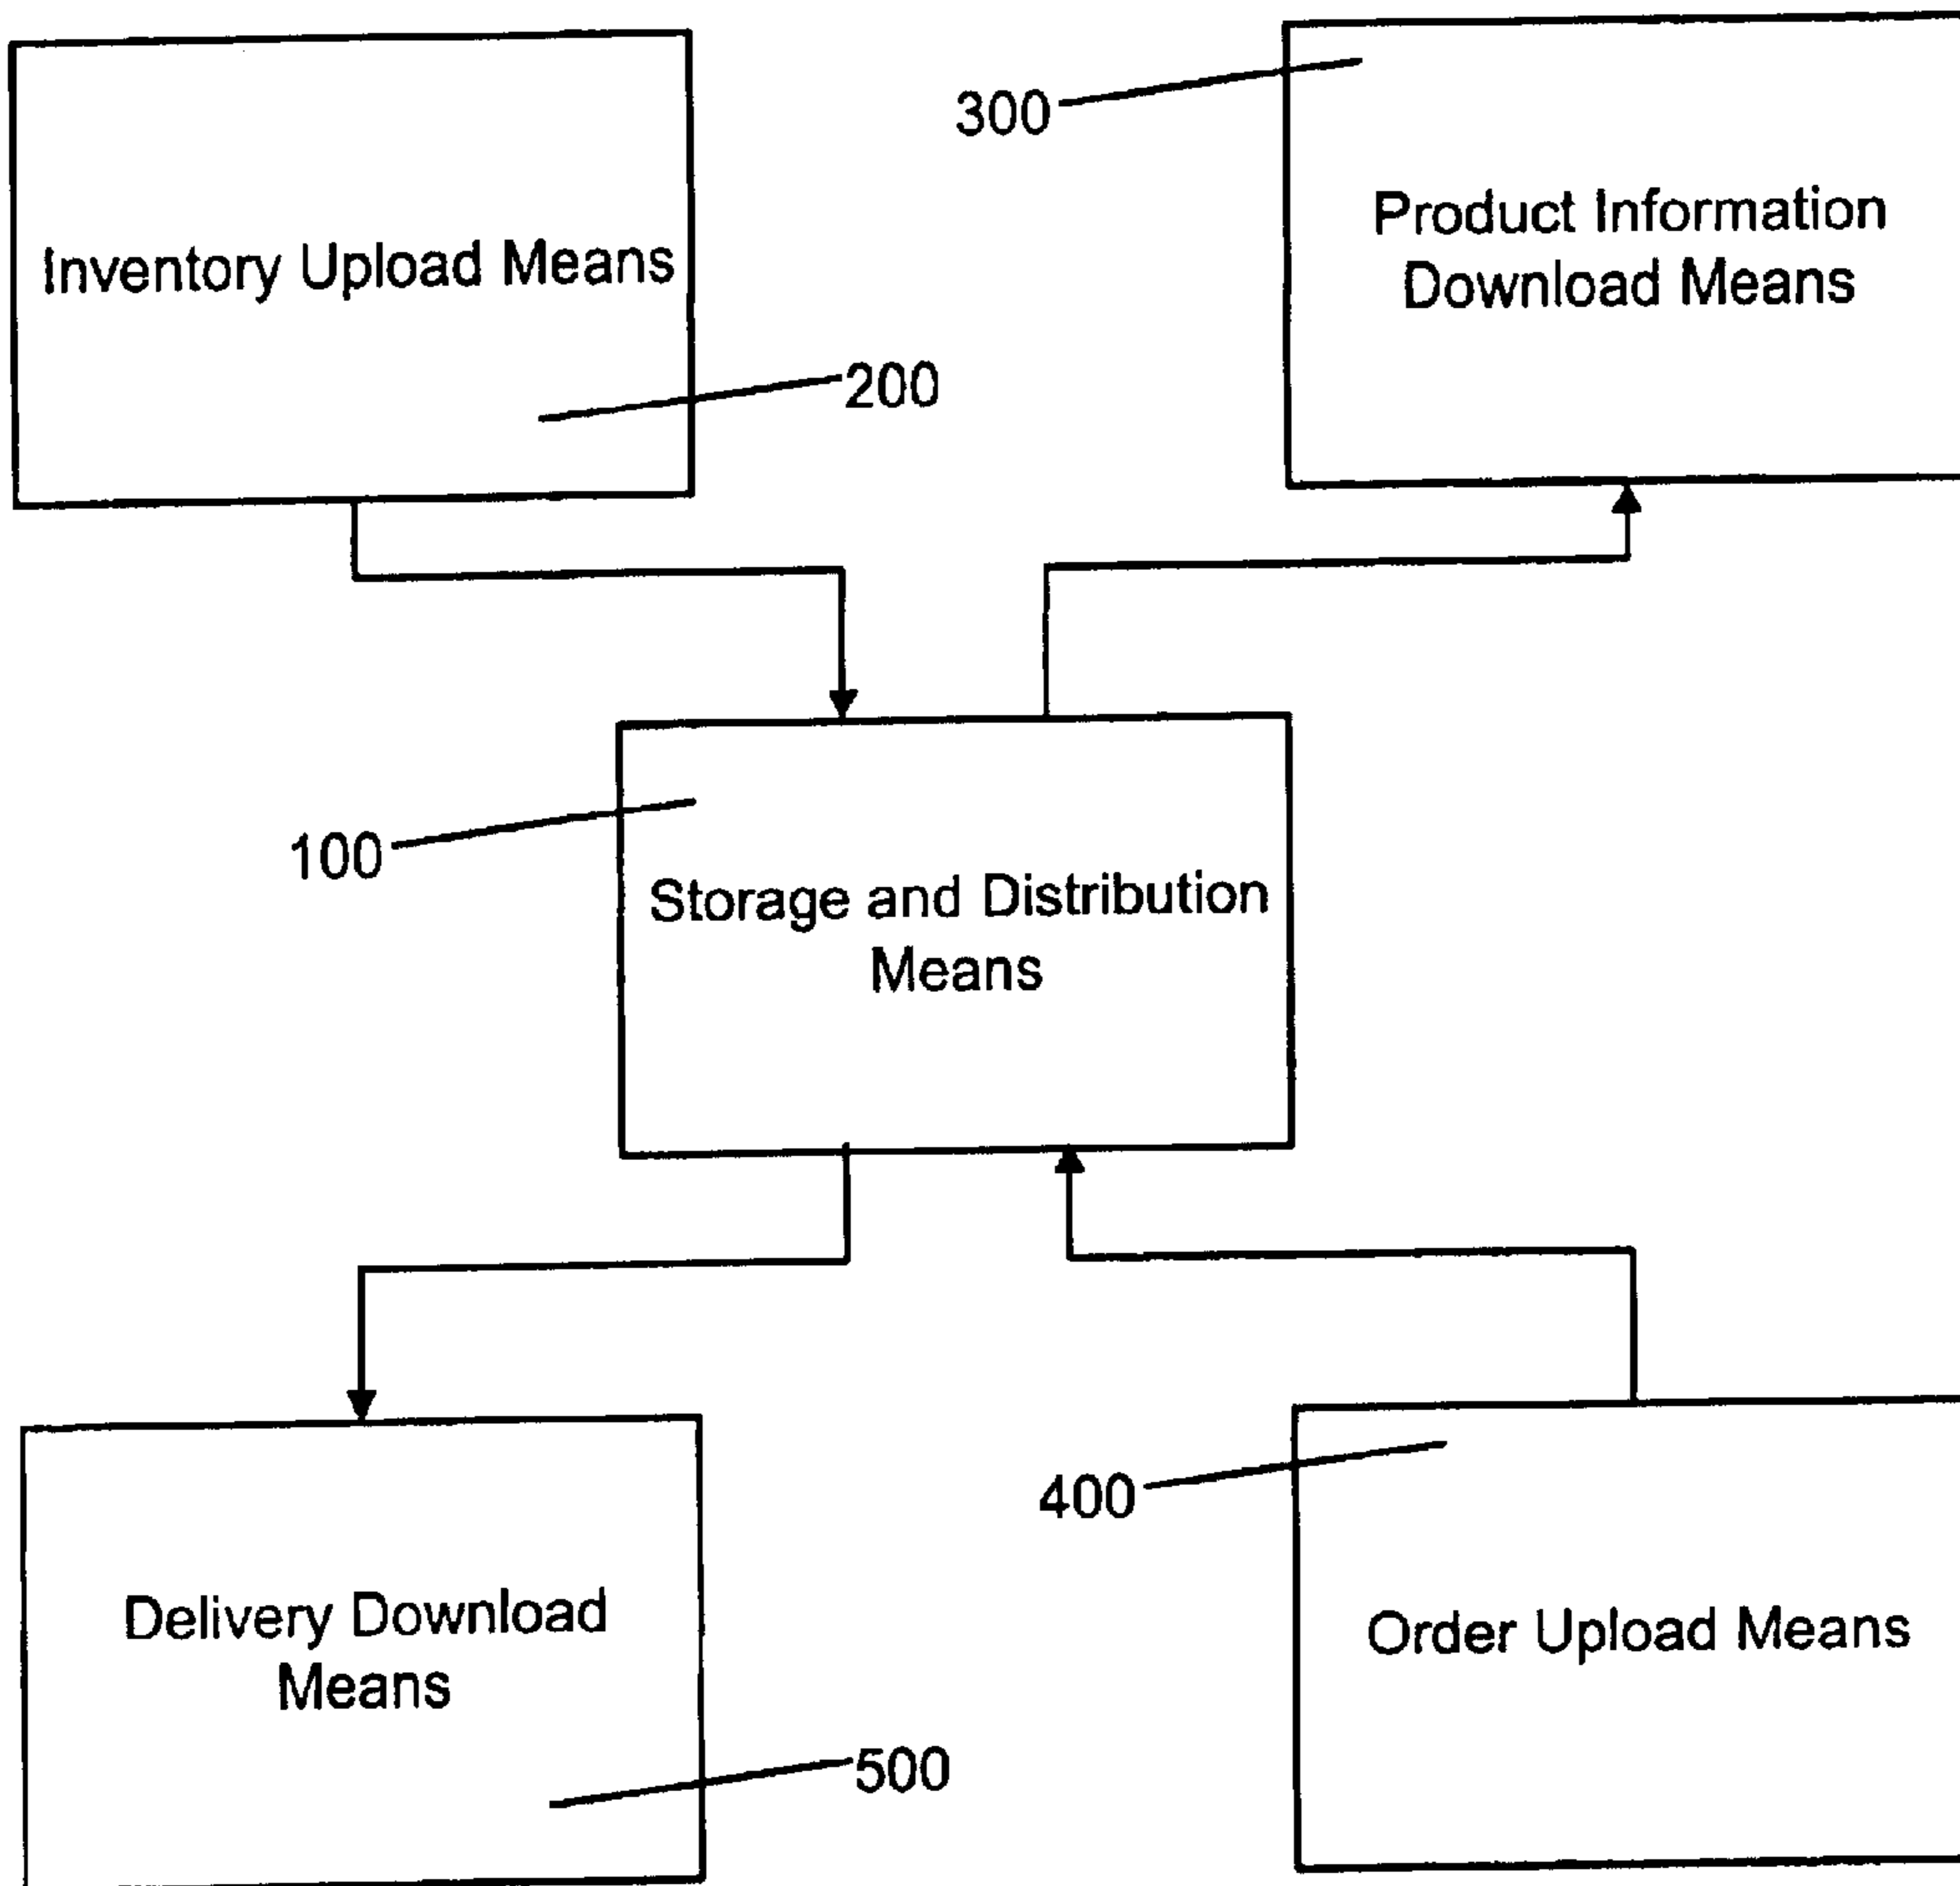 Inventory Upload Means
200
300
Product Information
Download Means
100
Storage and Distribution
Means
Delivery Download
Means
500
400
Order Upload Means